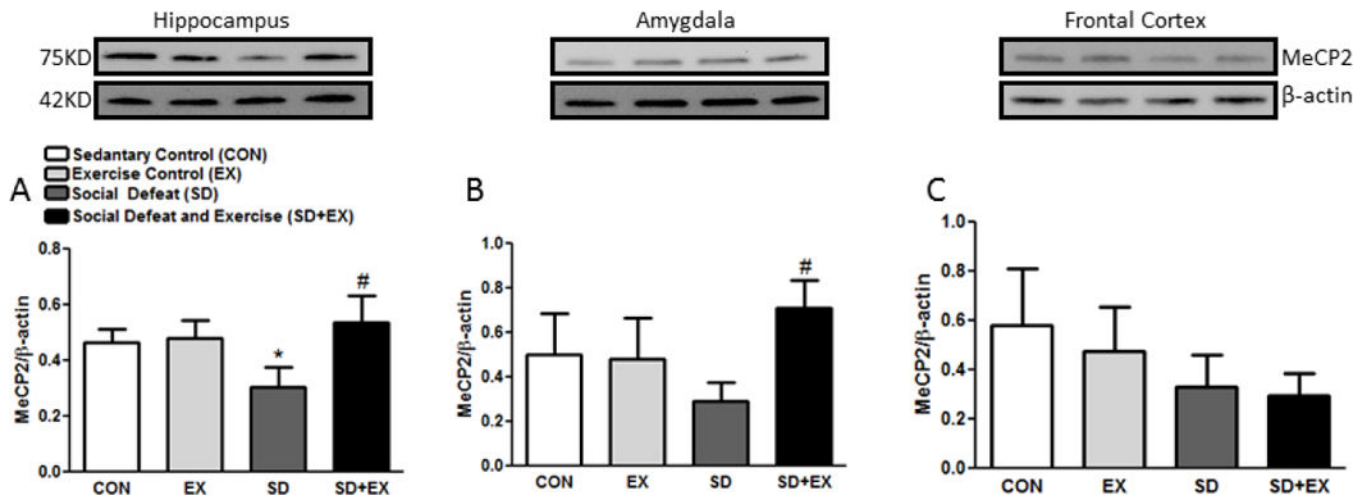 Hippocampus
Amygdala
Frontal Cortex
75KD
MeCP2
42KD
β-actin
Sedantary Control (CON)
Exercise Control (EX)
Social Defeat (SD)
Social Defeat and Exercise (SD+EX)
A
0.8
0.6
0.4
0.2
0.0
MeCP2/β-actin
*
#
CON EX SD SD+EX
B
1.0
0.8
0.6
0.4
0.2
0.0
MeCP2/β-actin
#
CON EX SD SD+EX
C
1.0
0.8
0.6
0.4
0.2
0.0
MeCP2/β-actin
CON EX SD SD+EX